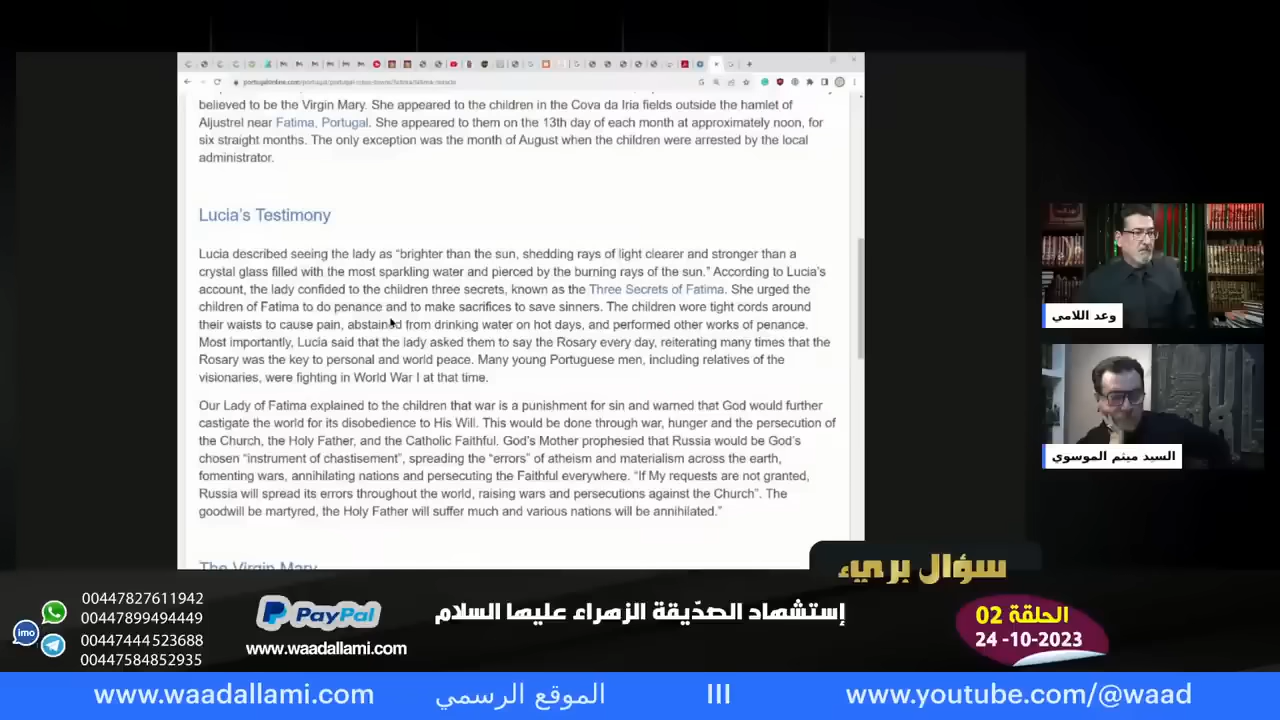 believed to be the Virgin Mary. She appeared to the children in the Cova da Iria fields outside the hamlet of
Aljustrel near Fatima, Portugal. She appeared to them on the 13th day of each month at approximately noon, for
six straight months. The only exception was the month of August when the children were arrested by the local
administrator.
Lucia's Testimony
Lucia described seeing the lady as “brighter than the sun, shedding rays of light clearer and stronger than a
crystal glass filled with the most sparkling water and pierced by the burning rays of the sun.” According to Lucia's
account, the lady confided to the children three secrets, known as the Three Secrets of Fatima. She urged the
children of Fatima to do penance and to make sacrifices to save sinners. The children wore tight cords around
their waists to cause pain, abstained from drinking water on hot days, and performed other works of penance.
Most importantly, Lucia said that the lady asked them to say the Rosary every day, reiterating many times that the
Rosary was the key to personal and world peace. Many young Portuguese men, including relatives of the
visionaries, were fighting in World War I at that time.
Our Lady of Fatima explained to the children that war is a punishment for sin and warned that God would further
castigate the world for its disobedience to His Will. This would be done through war, hunger and the persecution of
the Church, the Holy Father, and the Catholic Faithful. God's Mother prophesied that Russia would be God's
chosen “instrument of chastisement”, spreading the “errors” of atheism and materialism across the earth,
fomenting wars, annihilating nations and persecuting the Faithful everywhere. “If My requests are not granted,
Russia will spread its errors throughout the world, raising wars and persecutions against the Church”. The
goodwill be martyred, the Holy Father will suffer much and various nations will be annihilated.”
The Virgin Mary
وعد اللامي
السيد ميثم الموسوي
سؤال بريء
إستشهاد الصدّيقة الزهراء عليها السلام
الحلقة 02
24 -10-2023
00447827611942
00447899494449
00447444523688
00447584852935
imo
PayPal
www.waadallami.com
www.waadallami.com
الموقع الرسمي
www.youtube.com/@waad